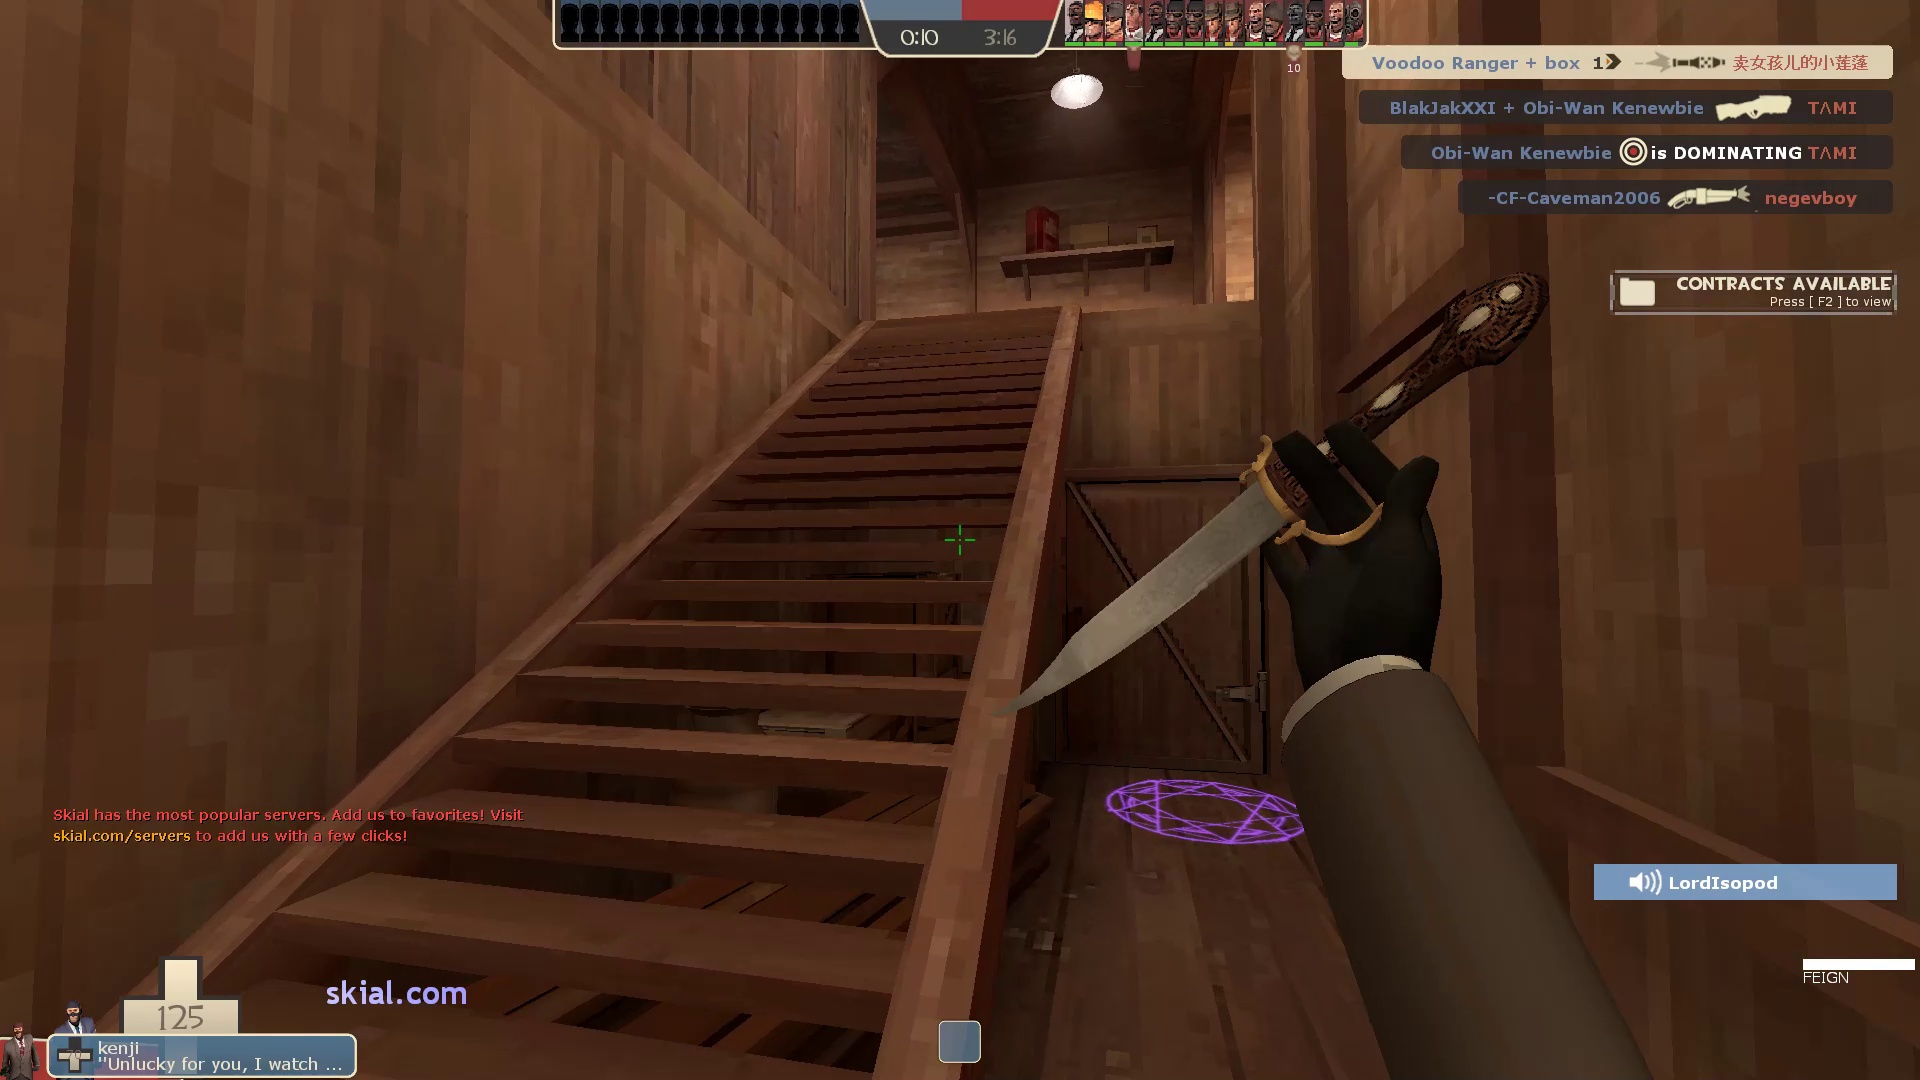 0:10 3:16
10
Voodoo Ranger + box 1 卖女孩儿的小莲蓬
BlakJakXXI + Obi-Wan Kenewbie TΛMI
Obi-Wan Kenewbie is DOMINATING TΛMI
-CF-Caveman2006 negevboy
CONTRACTS AVAILABLE
Press [ F2 ] to view
Skial has the most popular servers. Add us to favorites! Visit
skial.com/servers to add us with a few clicks!
LordIsopod
FEIGN
skial.com
125
kenji
"Unlucky for you, I watch ...